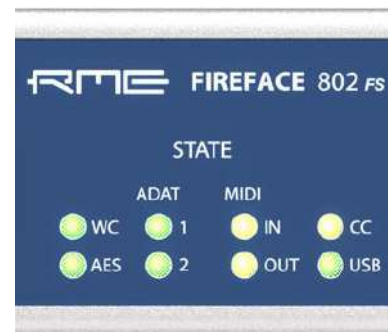 RME FIREFACE 802 FS
STATE
ADAT MIDI
WC 1 IN CC
AES 2 OUT USB